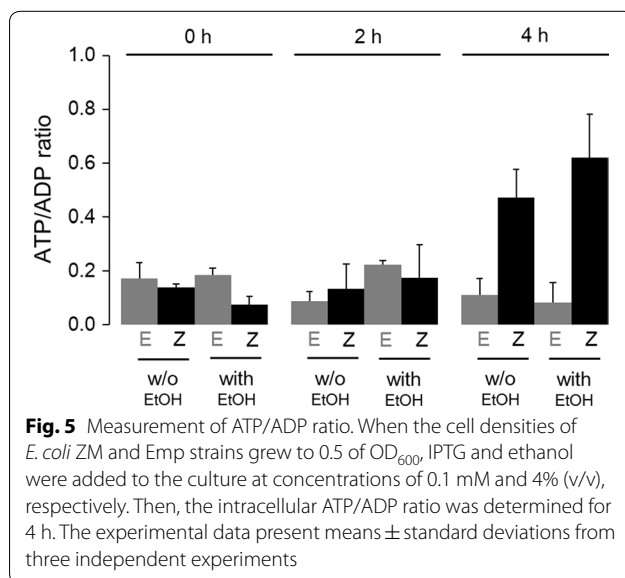 0 h 2 h 4 h
1.0
0.8
0.6
0.4
0.2
0.0
ATP/ADP ratio
E Z E Z E Z E Z E Z E Z
w/o with w/o with w/o with
EtOH EtOH EtOH EtOH EtOH EtOH
Fig. 5 Measurement of ATP/ADP ratio. When the cell densities of
E. coli ZM and Emp strains grew to 0.5 of OD600, IPTG and ethanol
were added to the culture at concentrations of 0.1 mM and 4% (v/v),
respectively. Then, the intracellular ATP/ADP ratio was determined for
4 h. The experimental data present means ± standard deviations from
three independent experiments